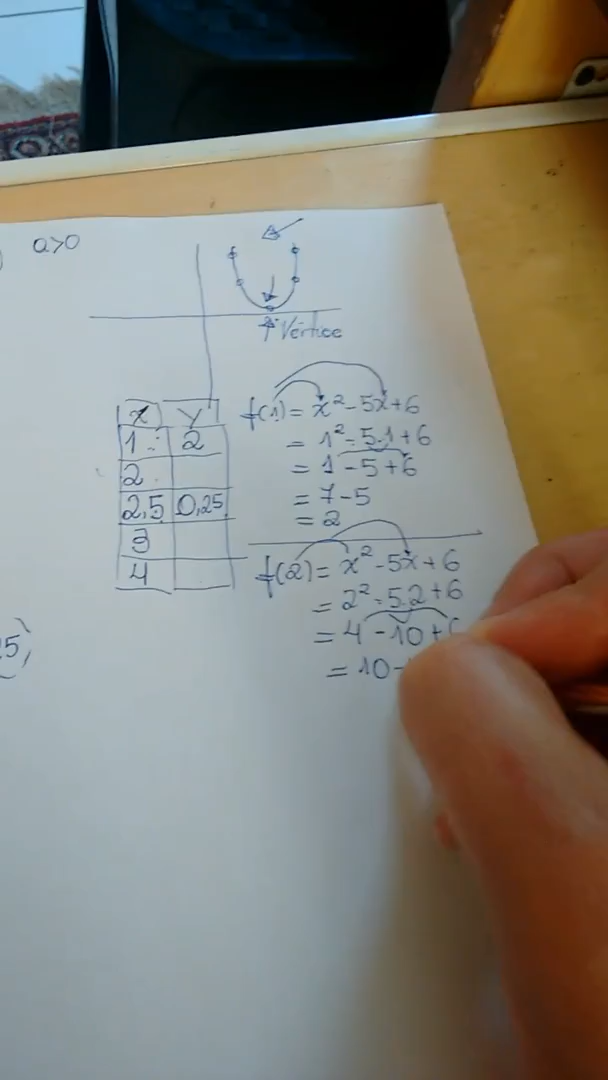 a>0
Vértice
x y
1 2
2
2,5 0,25
3
4
f(1) = x² - 5x + 6
= 1² - 5.1 + 6
= 1 - 5 + 6
= 7 - 5
= 2
f(2) = x² - 5x + 6
= 2² - 5.2 + 6
= 4 - 10 +
= 10 -